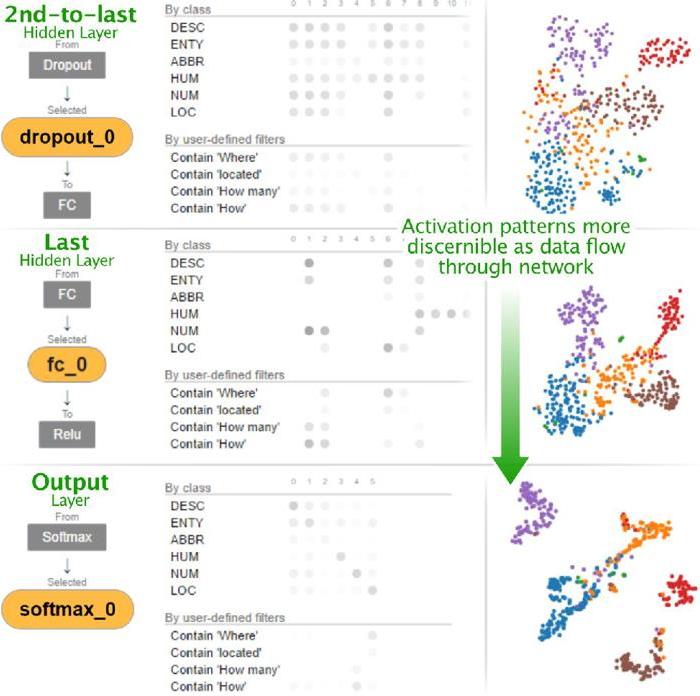 2nd-to-last
Hidden Layer
From
Dropout
Selected
dropout_0
To
FC
By class
0 1 2 3 4 5 6 7 8 9 10 11
DESC
ENTY
ABBR
HUM
NUM
LOC
By user-defined filters
Contain 'Where'
Contain 'located'
Contain 'How many'
Contain 'How'
Activation patterns more
discernible as data flow
through network
Last
Hidden Layer
From
FC
Selected
fc_0
To
Relu
By class
0 1 2 3 4 5 6
DESC
ENTY
ABBR
HUM
NUM
LOC
By user-defined filters
Contain 'Where'
Contain 'located'
Contain 'How many'
Contain 'How'
Output
Layer
From
Softmax
Selected
softmax_0
By class
0 1 2 3 4 5
DESC
ENTY
ABBR
HUM
NUM
LOC
By user-defined filters
Contain 'Where'
Contain 'located'
Contain 'How many'
Contain 'How'